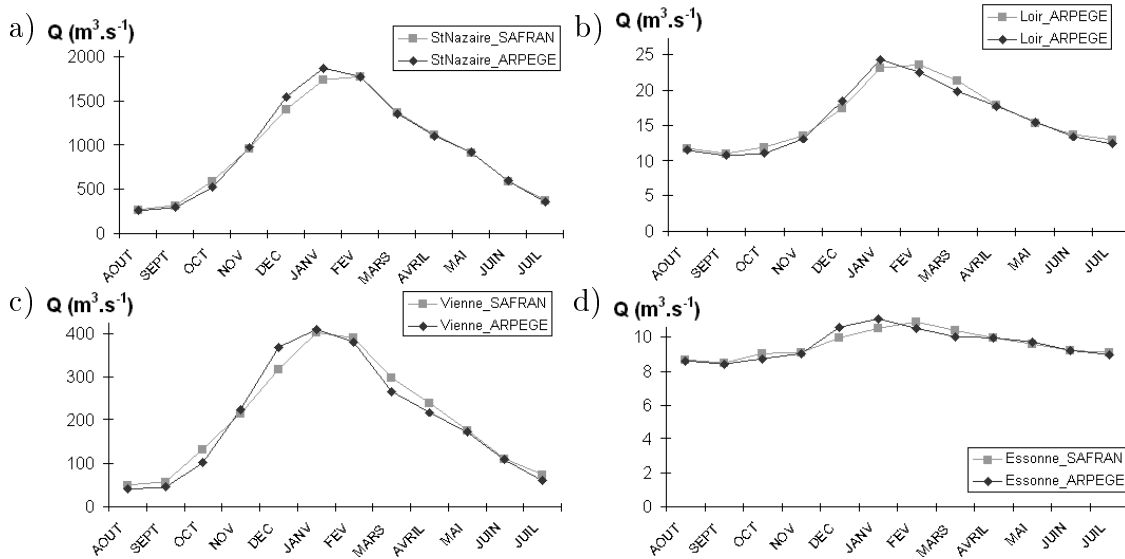 a) Q (m³.s⁻¹)
StNazaire_SAFRAN
StNazaire_ARPEGE
2000
1500
1000
500
0
AOUT SEPT OCT NOV DEC JANV FEV MARS AVRIL MAI JUIN JUIL
b) Q (m³.s⁻¹)
Loir_ARPEGE
Loir_ARPEGE
25
20
15
10
5
0
AOUT SEPT OCT NOV DEC JANV FEV MARS AVRIL MAI JUIN JUIL
c) Q (m³.s⁻¹)
Vienne_SAFRAN
Vienne_ARPEGE
400
300
200
100
0
AOUT SEPT OCT NOV DEC JANV FEV MARS AVRIL MAI JUIN JUIL
d) Q (m³.s⁻¹)
10
8
6
4
2
0
Essonne_SAFRAN
Essonne_ARPEGE
AOUT SEPT OCT NOV DEC JANV FEV MARS AVRIL MAI JUIN JUIL